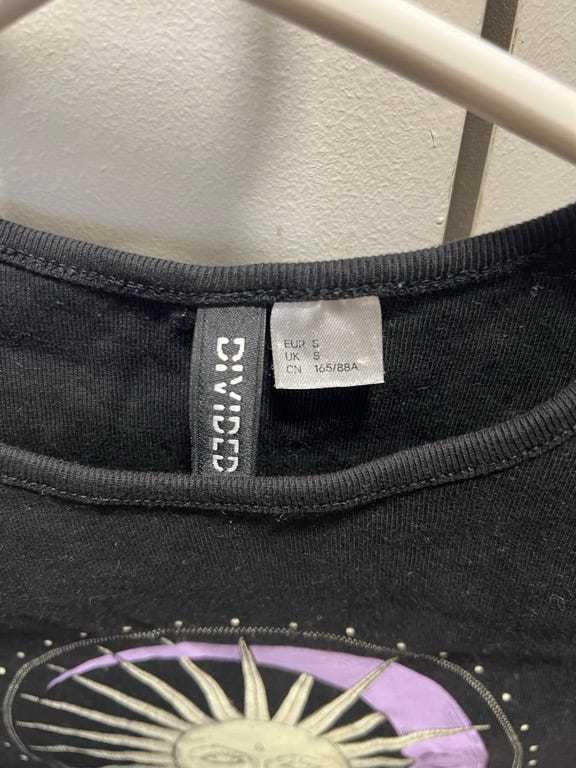 DIVIDED
EUR S
UK S
CN 165/88A